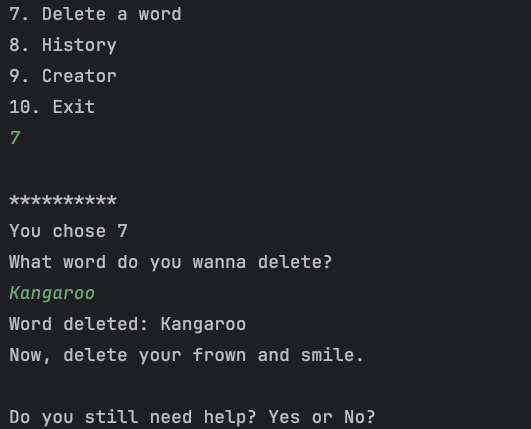 7. Delete a word
8. History
9. Creator
10. Exit
7
**********
You chose 7
What word do you wanna delete?
Kangaroo
Word deleted: Kangaroo
Now, delete your frown and smile.
Do you still need help? Yes or No?